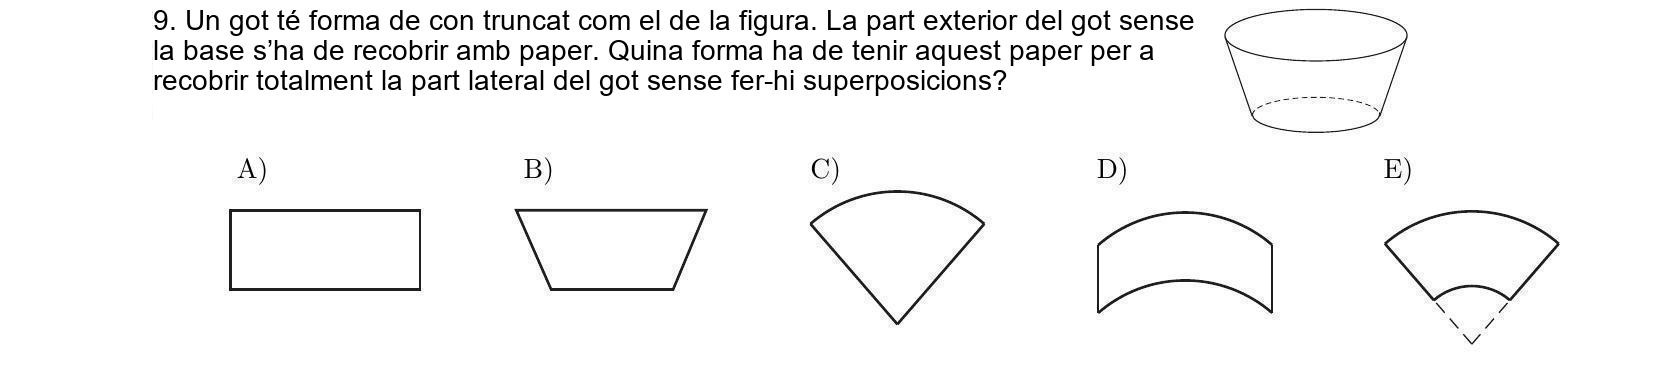 9. Un got té forma de con truncat com el de la figura. La part exterior del got sense
la base s’ha de recobrir amb paper. Quina forma ha de tenir aquest paper per a
recobrir totalment la part lateral del got sense fer-hi superposicions?
A) B) C) D) E)